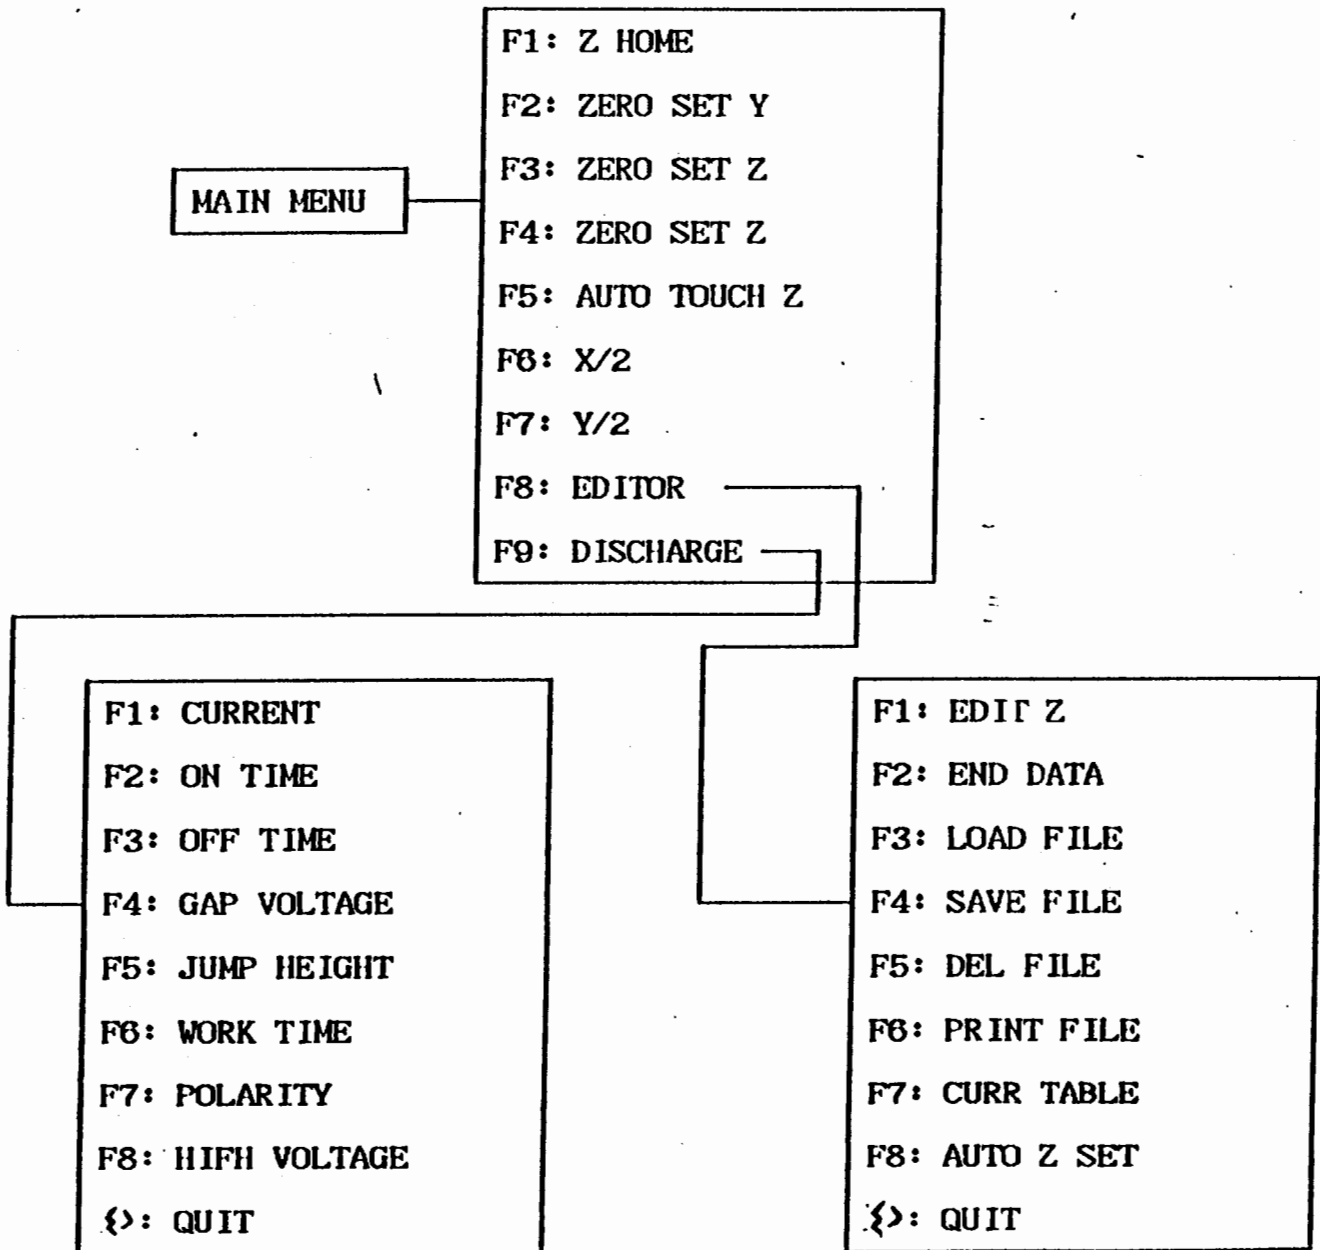 MAIN MENU
F1: Z HOME
F2: ZERO SET Y
F3: ZERO SET Z
F4: ZERO SET Z
F5: AUTO TOUCH Z
F6: X/2
F7: Y/2
F8: EDITOR
F9: DISCHARGE
F1: CURRENT
F2: ON TIME
F3: OFF TIME
F4: GAP VOLTAGE
F5: JUMP HEIGHT
F6: WORK TIME
F7: POLARITY
F8: HIFH VOLTAGE
<>: QUIT
F1: EDIT Z
F2: END DATA
F3: LOAD FILE
F4: SAVE FILE
F5: DEL FILE
F6: PRINT FILE
F7: CURR TABLE
F8: AUTO Z SET
<>: QUIT